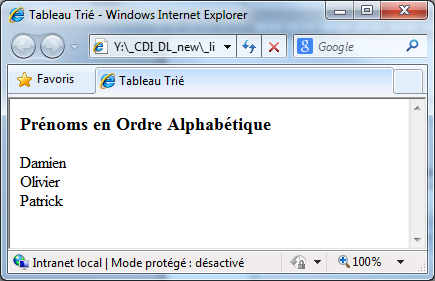 Tableau Trié - Windows Internet Explorer
Y:\_CDI_DL_new\_li
Google
Favoris
Tableau Trié
Prénoms en Ordre Alphabétique
Damien
Olivier
Patrick
Intranet local | Mode protégé : désactivé
100%